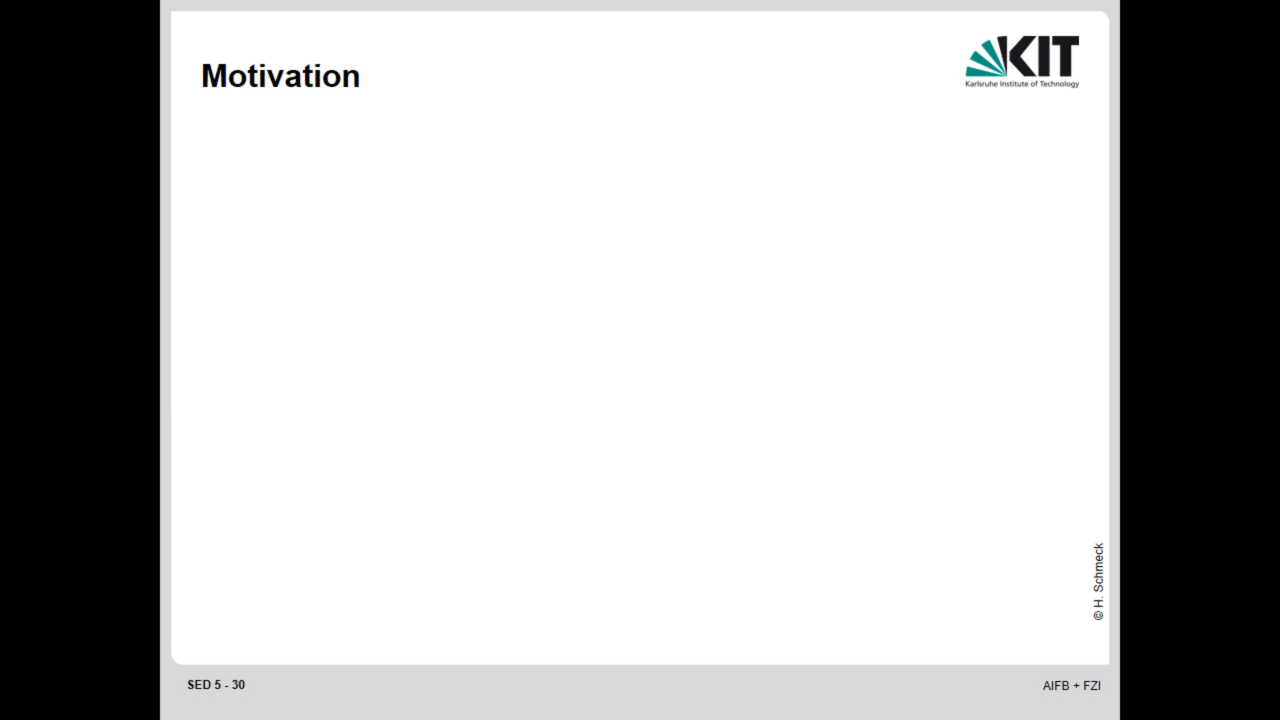 Motivation
KIT
Karlsruhe Institute of Technology
© H. Schmeck
SED 5 - 30
AIFB + FZI